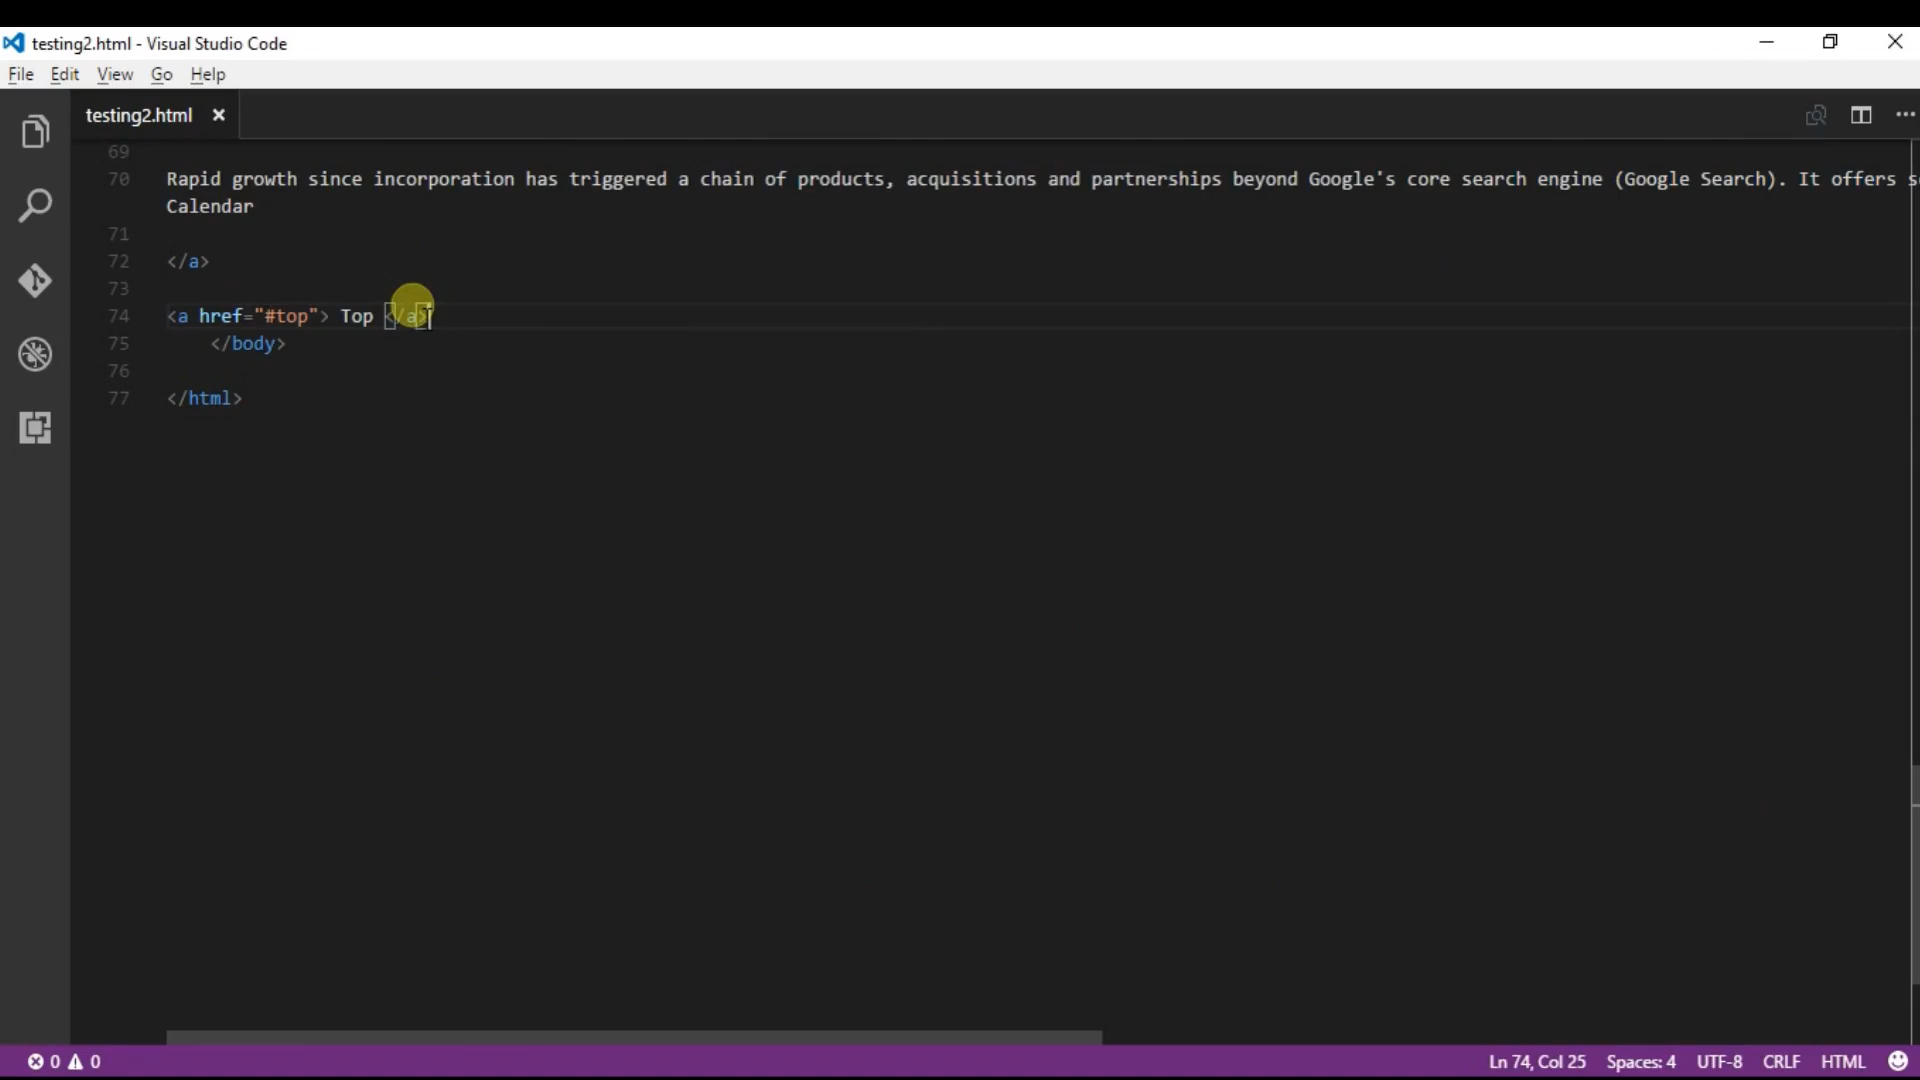 testing2.html - Visual Studio Code
File Edit View Go Help
testing2.html
69
70 Rapid growth since incorporation has triggered a chain of products, acquisitions and partnerships beyond Google's core search engine (Google Search). It offers
Calendar
71
72 </a>
73
74 <a href="#top"> Top </a>
75 </body>
76
77 </html>
0 0 Ln 74, Col 25 Spaces: 4 UTF-8 CRLF HTML